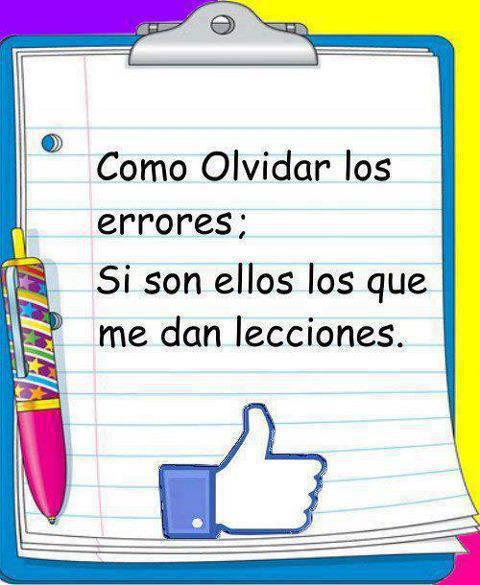 Como Olvidar los
errores;
Si son ellos los que
me dan lecciones.